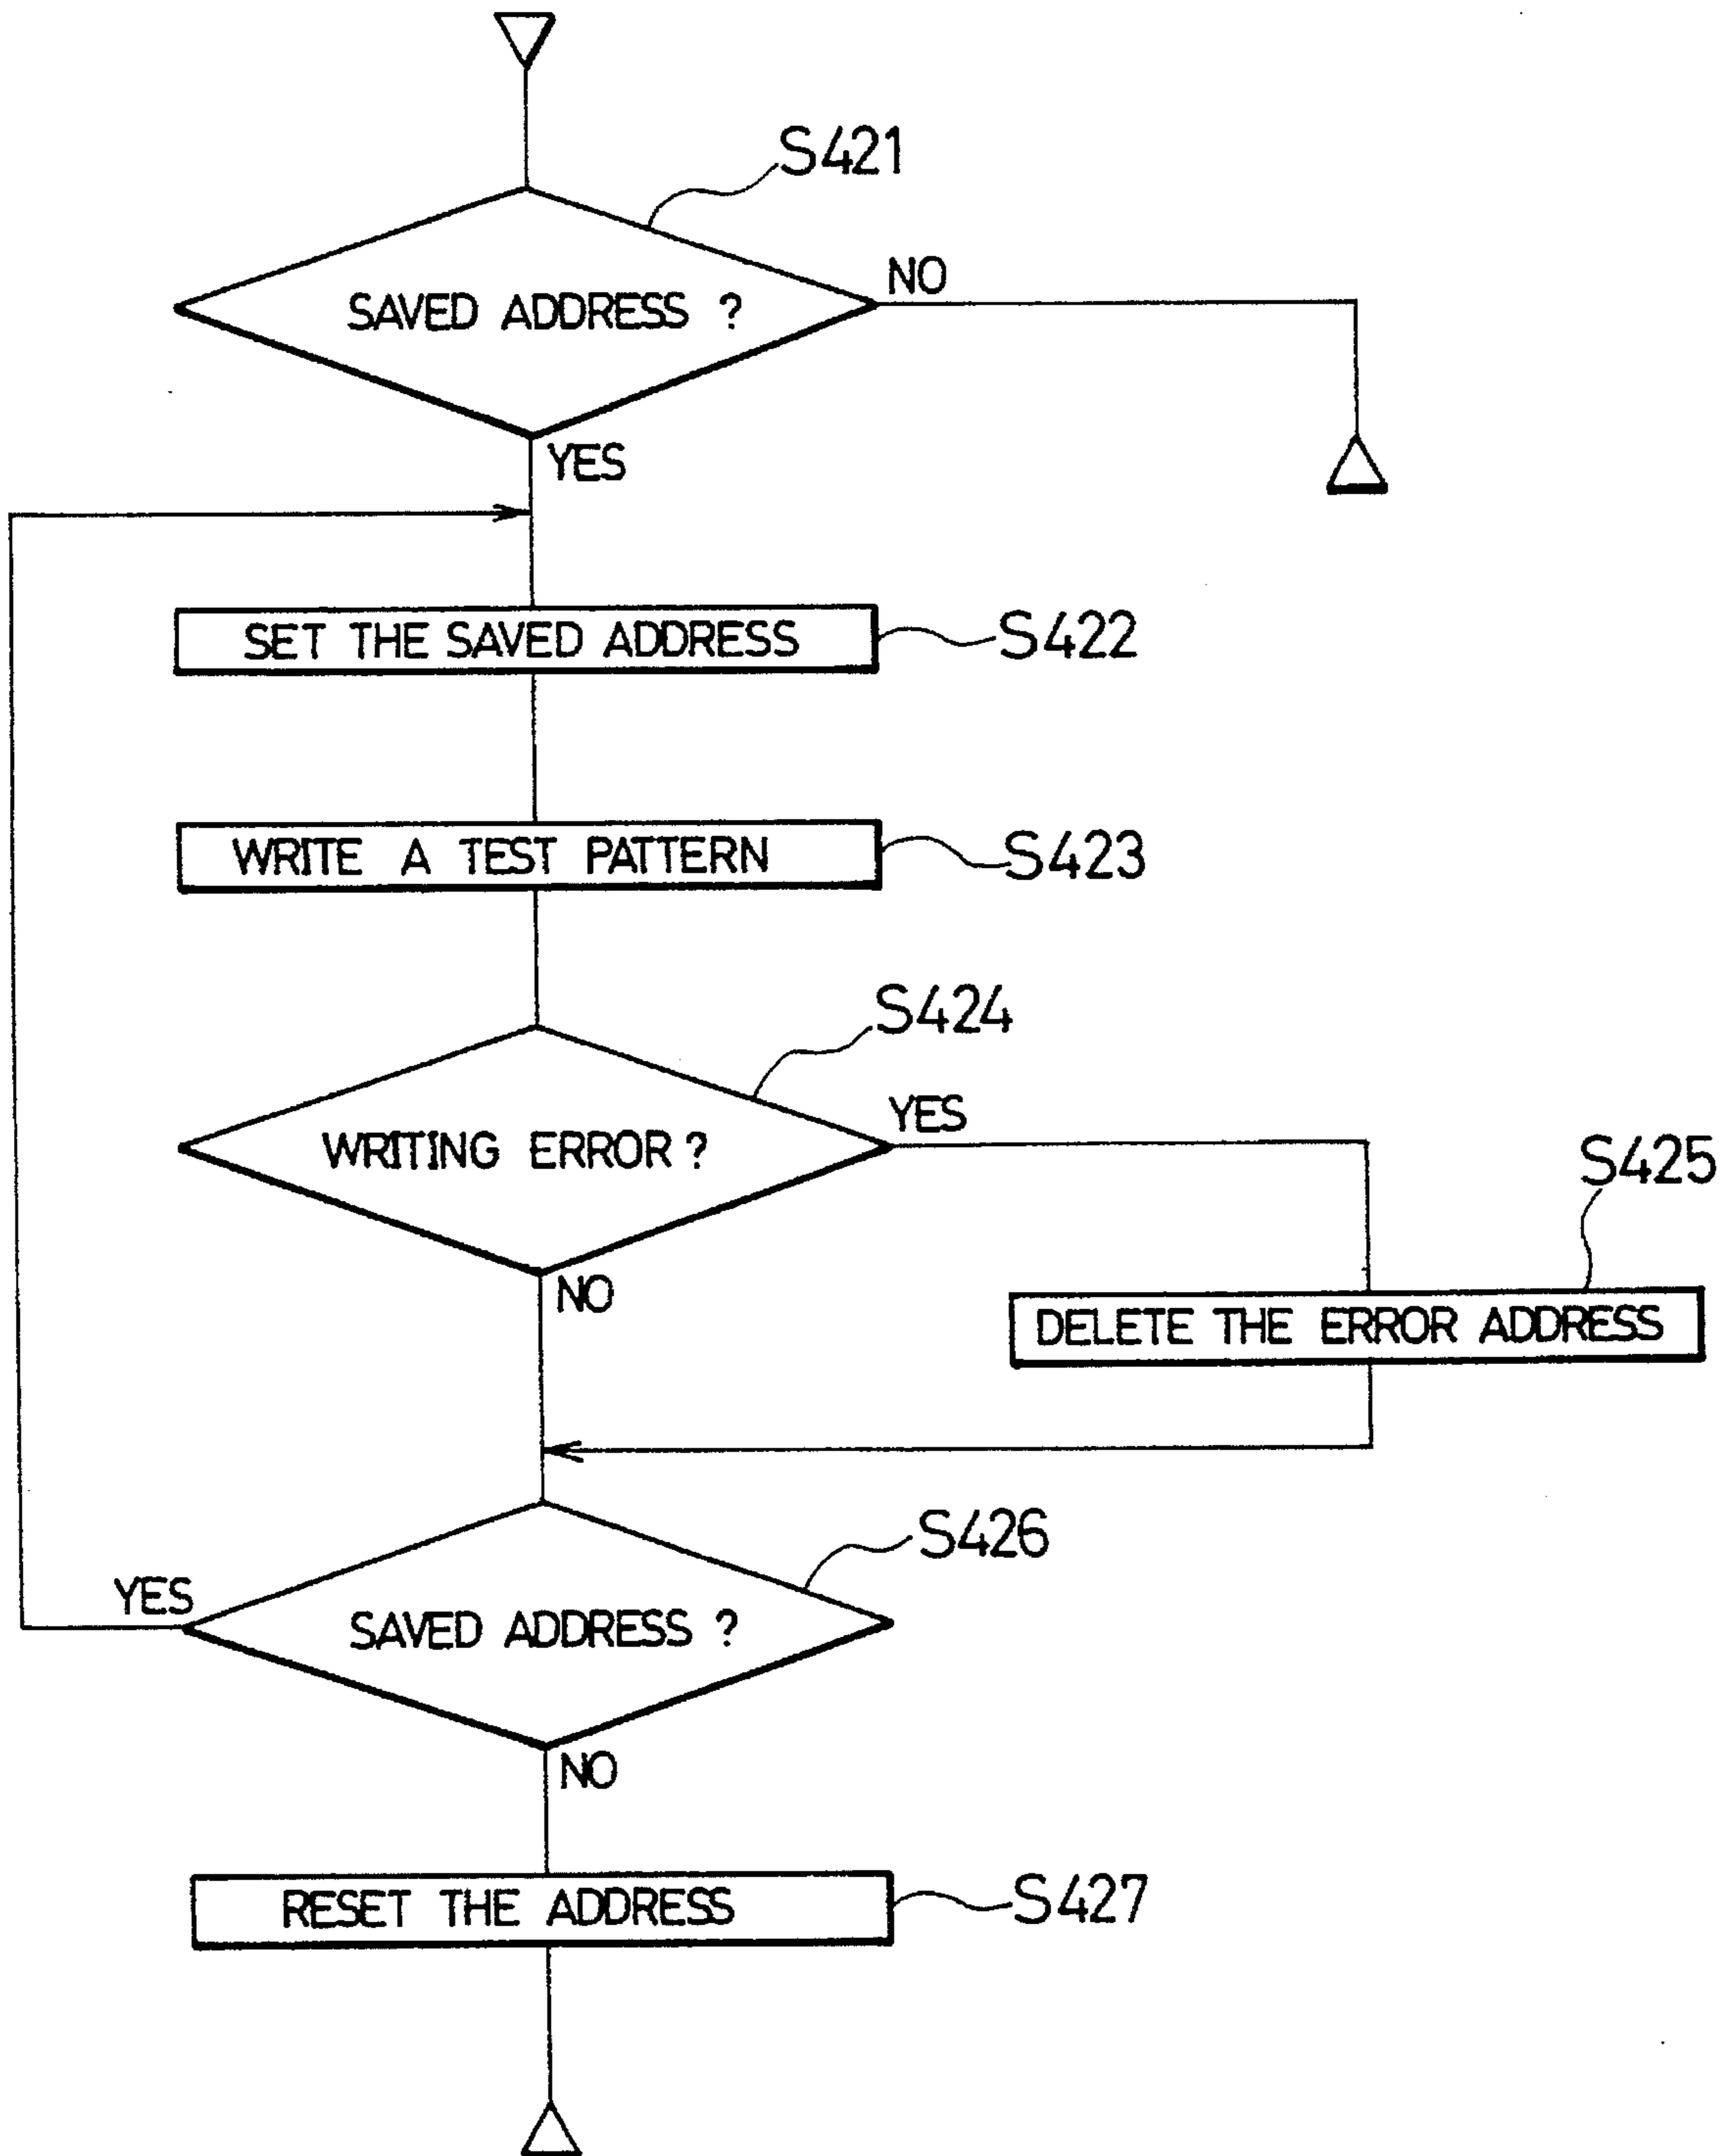 S421
SAVED ADDRESS ?
NO
YES
SET THE SAVED ADDRESS
S422
WRITE A TEST PATTERN
S423
S424
WRITING ERROR ?
YES
S425
NO
DELETE THE ERROR ADDRESS
S426
YES
SAVED ADDRESS ?
NO
RESET THE ADDRESS
S427